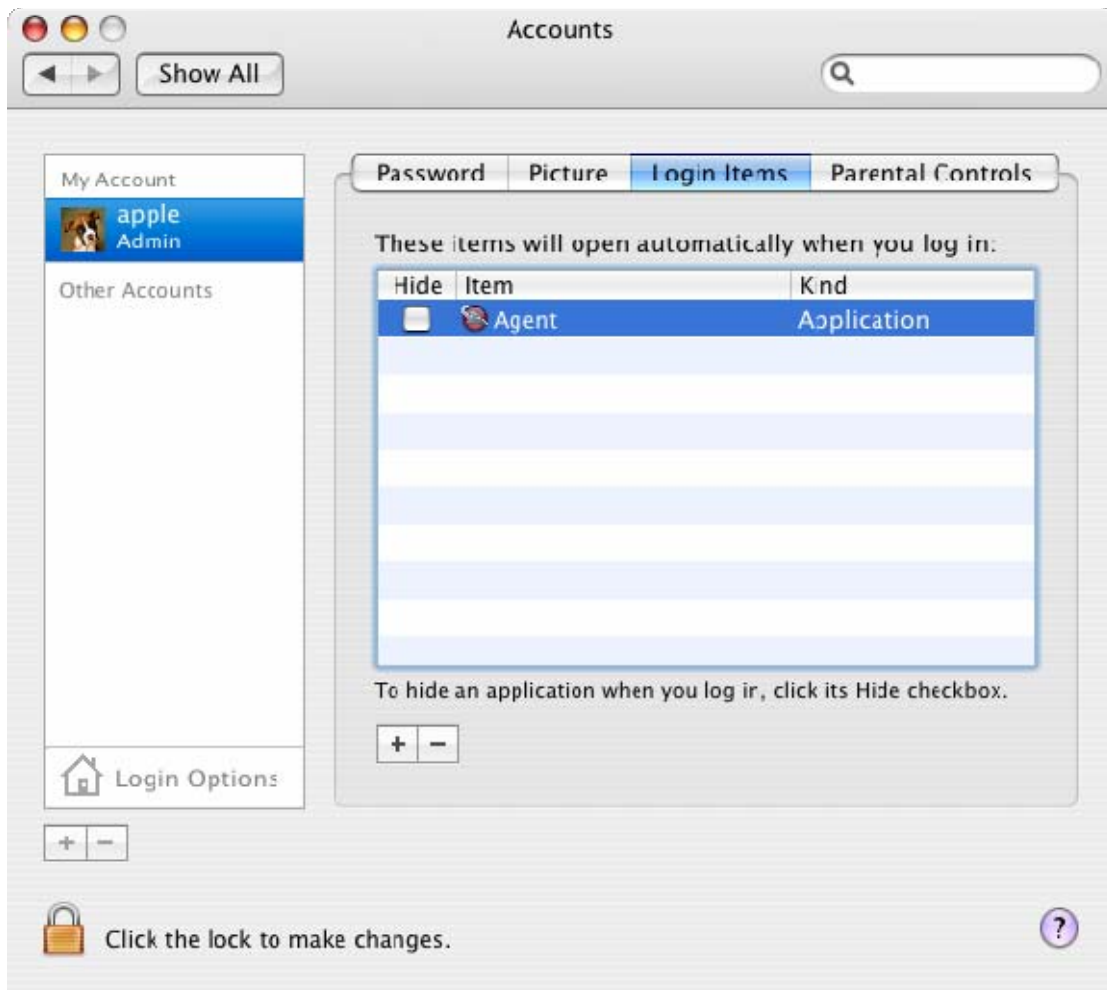 Accounts
Show All
My Account
apple
Admin
Other Accounts
Login Options
Password Picture Login Items Parental Controls
These items will open automatically when you log in:
Hide Item Kind
Agent Application
To hide an application when you log in, click its Hide checkbox.
+ −
+ −
Click the lock to make changes.
?